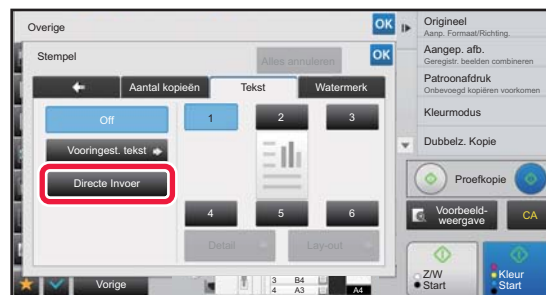 Overige
OK
Stempel
Alles annuleren
OK
Aantal kopieën
Tekst
Watermerk
Off
Vooringest. tekst
Directe Invoer
1
2
3
4
5
6
Detail
Lay-out
Vorige
3 B4
4 A3
A4
Origineel
Aanp. Formaat/Richting.
Aangep. afb.
Geregistr. beelden combineren
Patroonafdruk
Onbevoegd kopiëren voorkomen
Kleurmodus
Dubbelz. Kopie
Proefkopie
Voorbeeld-
weergave
CA
Z/W
Start
Kleur
Start